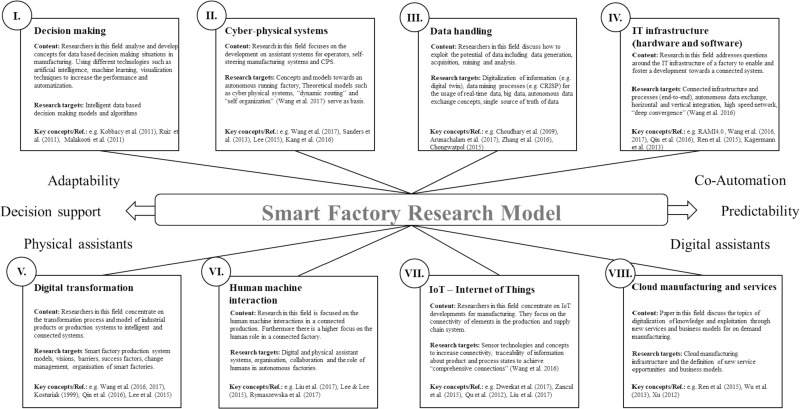 I.
Decision making
Content: Researchers in this field analyse and develop
concepts for data based decision making situations in
manufacturing. Using different technologies such as
artificial intelligence, machine learning, visualization
techniques to increase the performance and
automatization.
Research targets: Intelligent data based
decision making models and algorithms
Key concepts/Ref.: e.g. Kobbacy et al. (2011), Ruiz et
al. (2011), Malakooti et al. (2011)
II.
Cyber-physical systems
Content: Research in this field focuses on the
development on assistant systems for operators, self-
steering manufacturing systems and CPS.
Research targets: Concepts and models towards an
autonomous running factory, Theoretical models
such as cyber physical systems, “dynamic routing”
and “self organization” (Wang et al. 2017) serve as basis.
Key concepts/Ref.: e.g. Wang et al. (2017), Sanders et
al. (2013), Lee (2015), Kang et al. (2016)
III.
Data handling
Content: Researchers in this field discuss how to
exploit the potential of data including data generation,
acquisition, mining and analysis.
Research targets: Digitalization of information (e.g.
digital twin), data mining processes (e.g. CRISP) for
the usage of real-time data, big data, autonomous data
exchange concepts, single source of truth of data
Key concepts/Ref.: e.g. Choudhary et al. (2009),
Arunachalam et al. (2017), Zhang et al. (2016),
Chongwatpol (2015)
IV.
IT infrastructure
(hardware and software)
Content: Research in this field addresses questions
around the IT infrastructure of a factory to enable and
foster a development towards a connected system.
Research targets: Connected infrastructure and
processes (end-to-end), autonomous data exchange,
horizontal and vertical integration, high speed network,
“deep convergence” (Wang et al. 2016)
Key concepts/Ref.: e.g. RAMI4.0, Wang et al. (2016,
2017), Qin et al. (2016), Ren et al. (2015), Kagermann
et al. (2013)
Adaptability
Co-Automation
Decision support
Smart Factory Research Model
Predictability
Physical assistants
Digital assistants
V.
Digital transformation
Content: Researchers in this field concentrate on
the transformation process and model of industrial
products or production systems to intelligent and
connected systems.
Research targets: Smart factory production system
models, visions, barriers, success factors, change
management, organisation of smart factories.
Key concepts/Ref.: e.g. Wang et al. (2016, 2017),
Kosturiak (1999), Qin et al. (2016), Lee et al. (2015)
VI.
Human machine
interaction
Content: Research in this field is focused on the
human machine interactions in a connected
production. Furthermore there is a higher focus on the
human role in a connected factory.
Research targets: Digital and physical assistant
systems, organisation, collaboration and the role of
humans in autonomous factories.
Key concepts/Ref.: e.g. Liu et al. (2017), Lee & Lee
(2015), Rymaszewska et al. (2017)
VII.
IoT – Internet of Things
Content: Researchers in this field concentrate on IoT
developments for manufacturing. They focus on the
connectivity of elements in the production and supply
chain system.
Research targets: Sensor technologies and concepts
to increase connectivity, traceability of information
about product and process states to achieve
“comprehensive connections” (Wang et al. 2016)
Key concepts/Ref.: e.g. Dweekat et al. (2017), Zancul et al.
(2015), Qu et al. (2012), Liu et al. (2017)
VIII.
Cloud manufacturing and services
Content: Paper in this field discuss the topics of
digitalization of knowledge and exploitation through
new services and business models for on demand
manufacturing.
Research targets: Cloud manufacturing
infrastructure and the definition of new service
opportunities and business models.
Key concepts/Ref.: e.g. Ren et al. (2015), Wu et al.
(2013), Xu (2012)